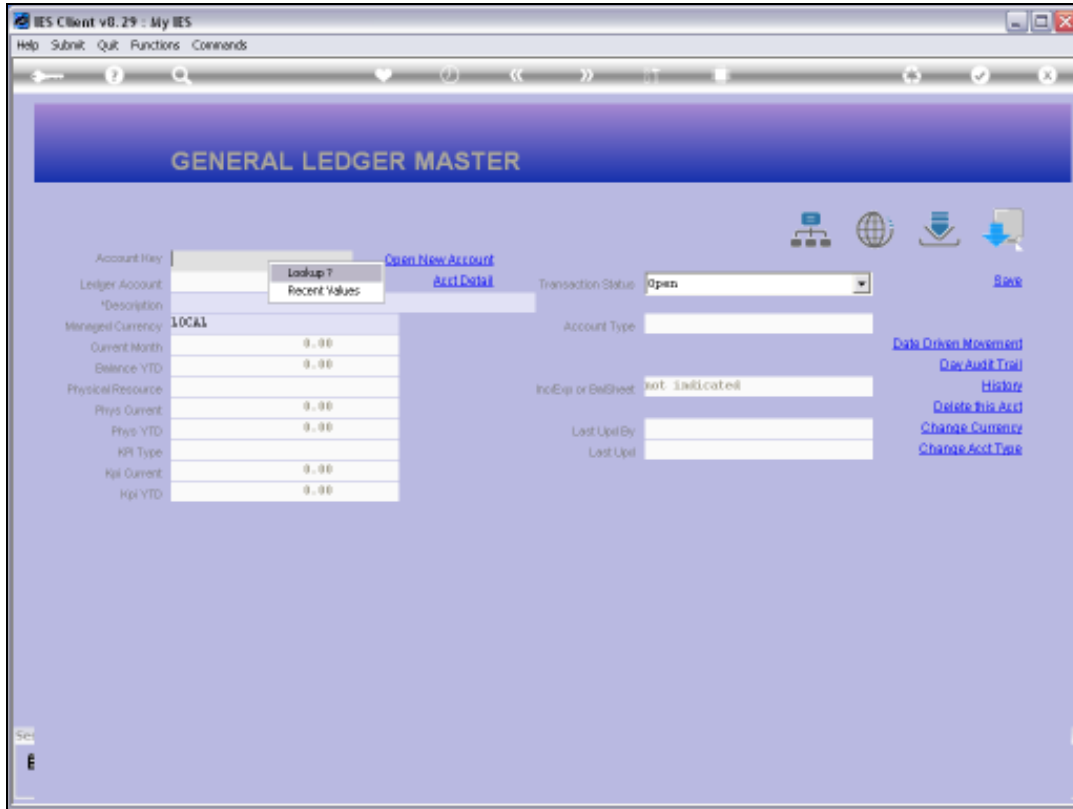 IES Client v8.29 : My IES
Help Submit Quit Functions Commands
GENERAL LEDGER MASTER
Account Key
Open New Account
Lookup ?
Recent Values
Ledger Account
Acct Detail
Transaction Status Open
Save
*Description
Managed Currency LOCAL
Account Type
Current Month 0.00
Date Driven Movement
Balance YTD 0.00
Day Audit Trail
Physical Resource
Inc/Exp or BalSheet not indicated
History
Phys Current 0.00
Delete this Acct
Phys YTD 0.00
Last Upd By
Change Currency
KPI Type
Last Upd
Change Acct Type
Kpi Current 0.00
Kpi YTD 0.00